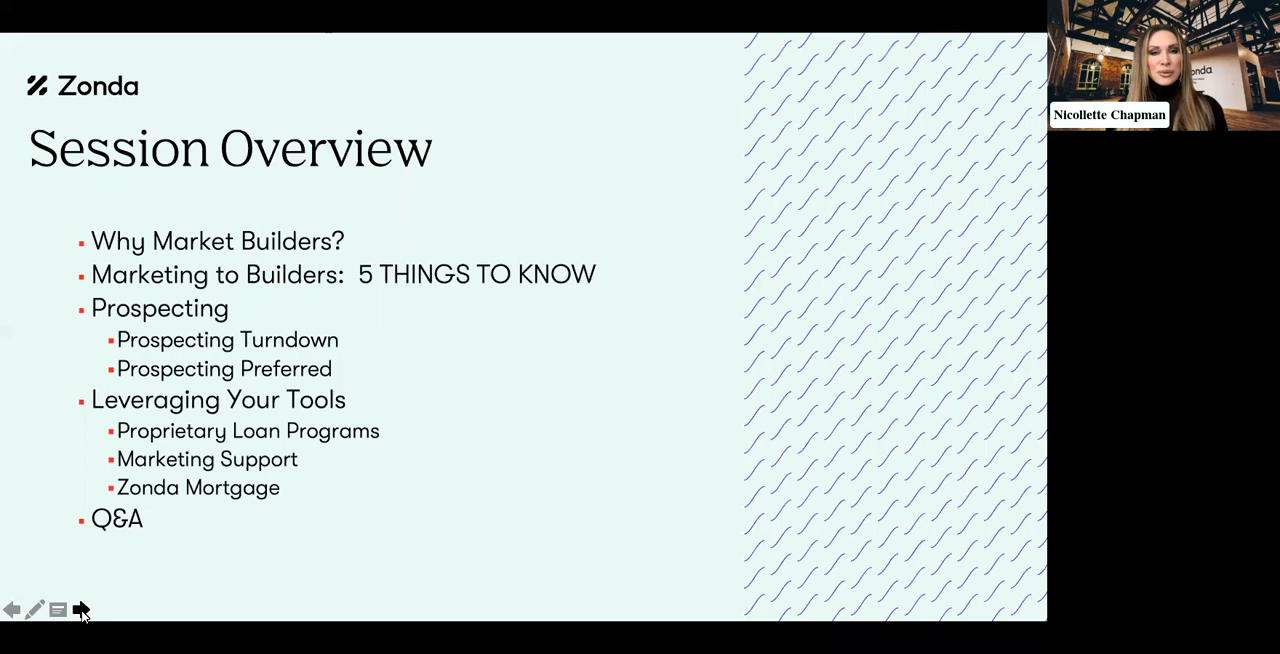 Zonda
Session Overview
Why Market Builders?
Marketing to Builders: 5 THINGS TO KNOW
Prospecting
Prospecting Turndown
Prospecting Preferred
Leveraging Your Tools
Proprietary Loan Programs
Marketing Support
Zonda Mortgage
Q&A
onda
Nicollette Chapman